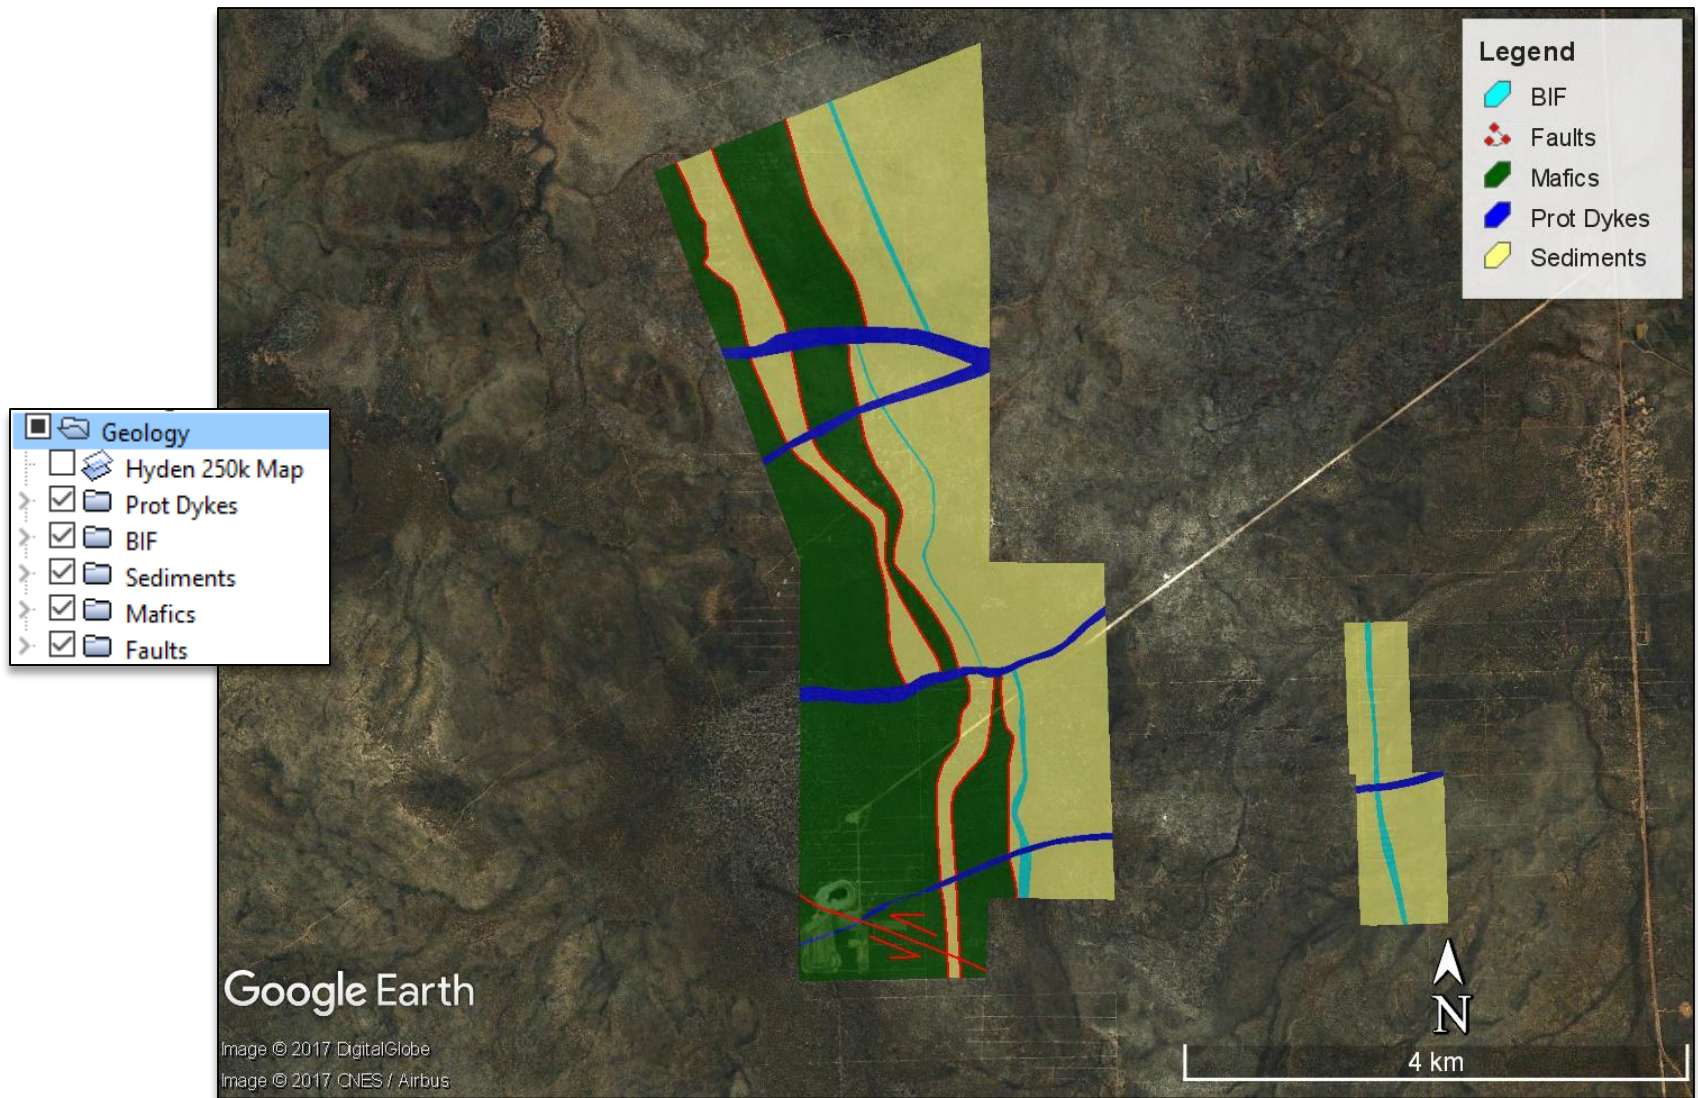 Legend
BIF
Faults
Mafics
Prot Dykes
Sediments
Geology
Hyden 250k Map
Prot Dykes
BIF
Sediments
Mafics
Faults
Google Earth
Image © 2017 DigitalGlobe
Image © 2017 CNES / Airbus
N
4 km